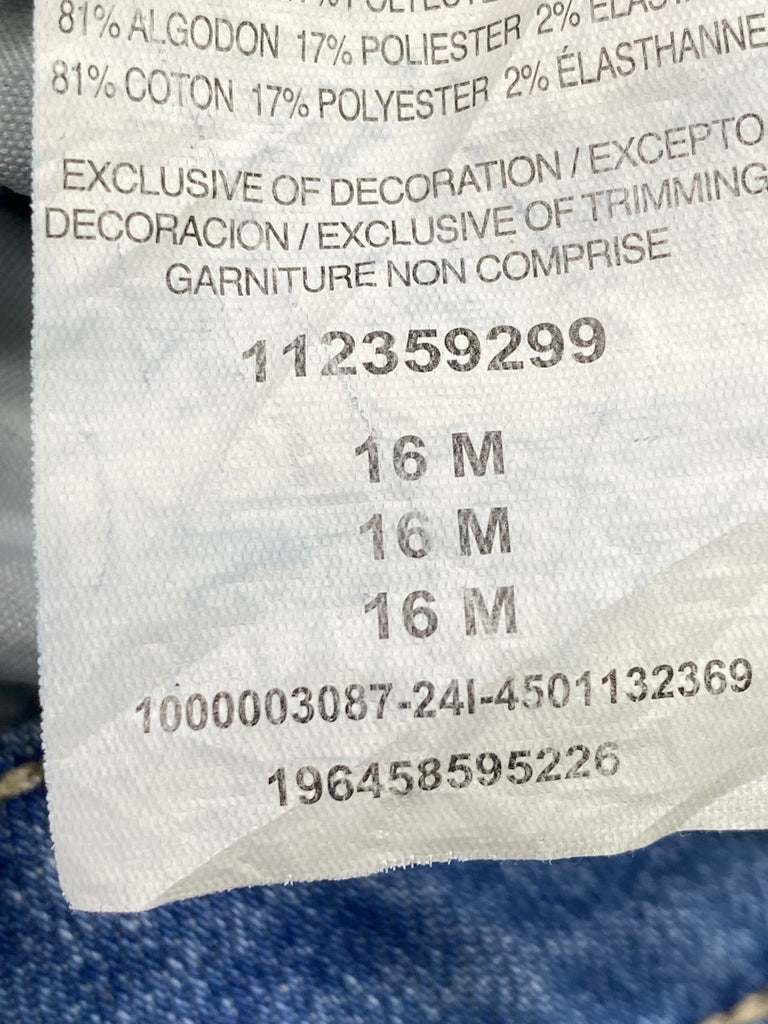 81% ALGODON 17% POLIESTER 2%
81% COTON 17% POLYESTER 2% ÉLASTHANNE
EXCLUSIVE OF DECORATION / EXCEPTO
DECORACION / EXCLUSIVE OF TRIMMING
GARNITURE NON COMPRISE
112359299
16 M
16 M
16 M
1000003087-24I-4501132369
196458595226